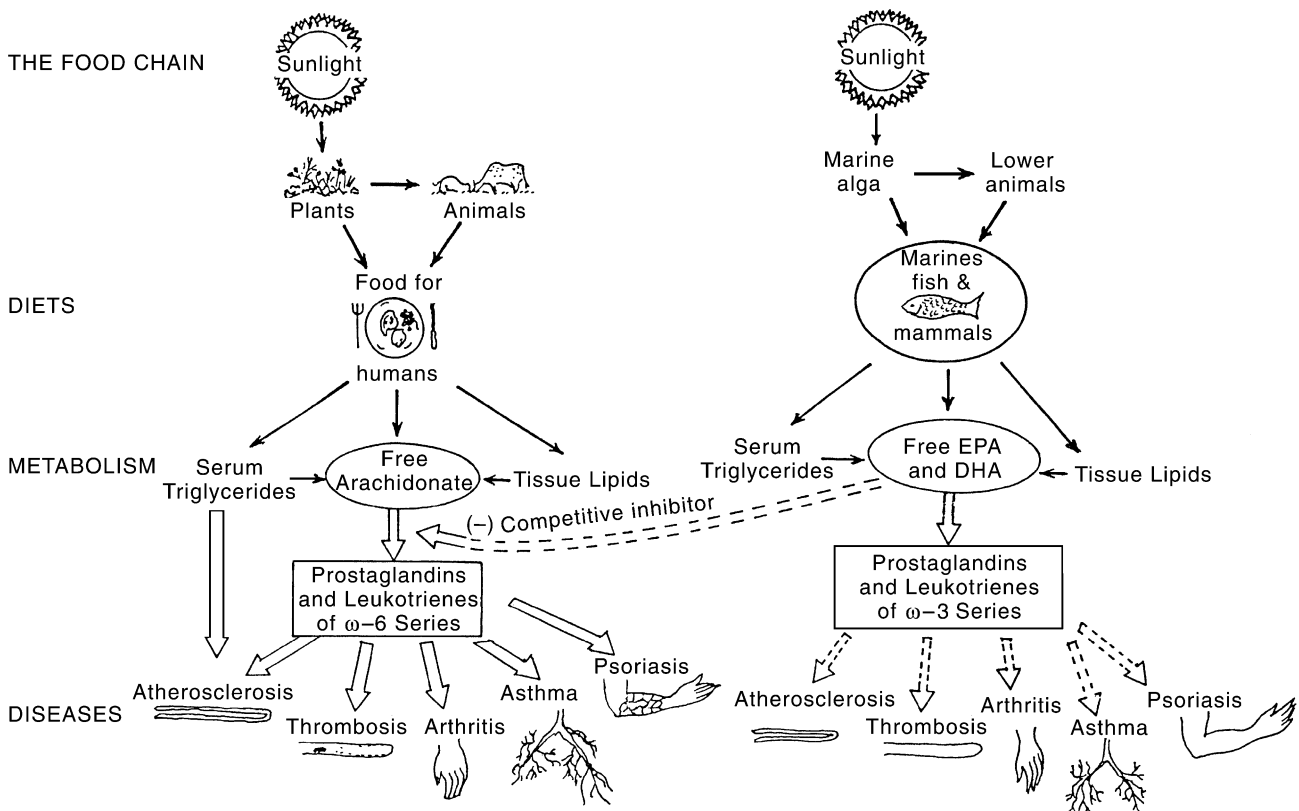 THE FOOD CHAIN
Sunlight
Sunlight
Plants
Animals
Marine
alga
Lower
animals
DIETS
Food for
humans
Marines
fish &
mammals
METABOLISM
Serum
Triglycerides
Free
Arachidonate
Tissue Lipids
Serum
Triglycerides
Free EPA
and DHA
Tissue Lipids
(–) Competitive inhibitor
Prostaglandins
and Leukotrienes
of ω–6 Series
Prostaglandins
and Leukotrienes
of ω–3 Series
DISEASES
Atherosclerosis
Thrombosis
Arthritis
Asthma
Psoriasis
Atherosclerosis
Thrombosis
Arthritis
Asthma
Psoriasis